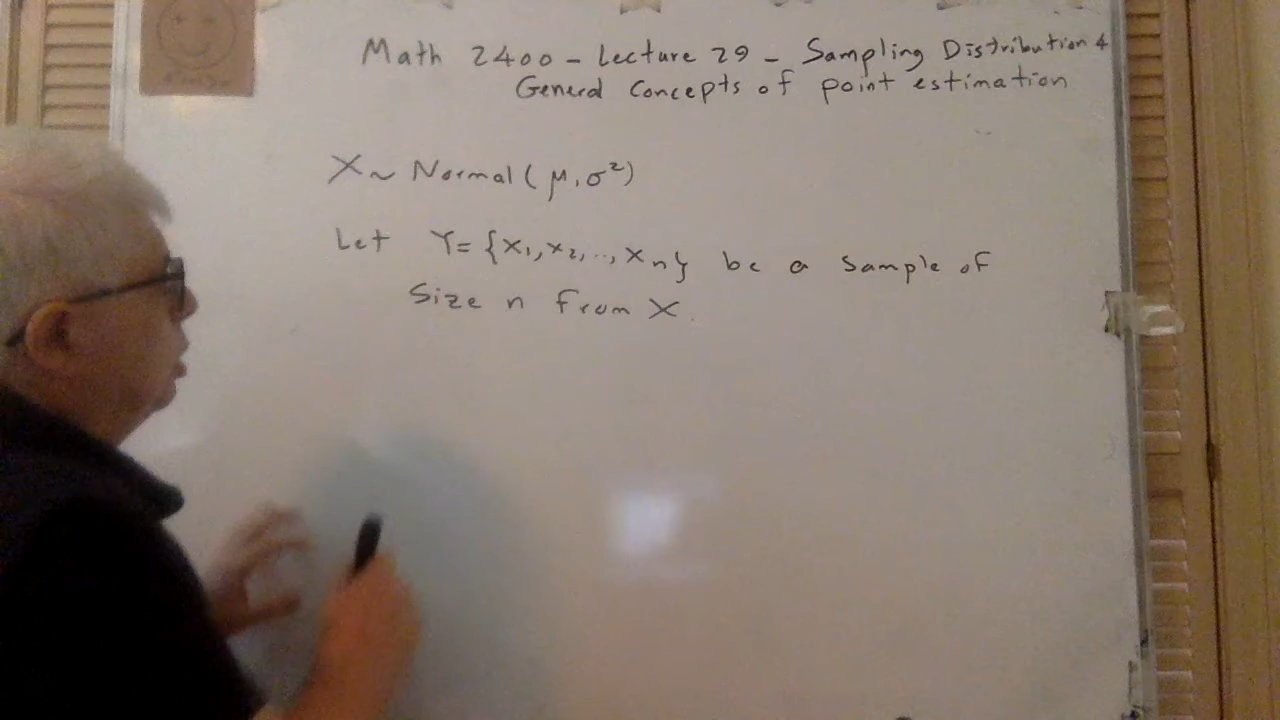 Math 2400 - Lecture 29 - Sampling Distribution &
General Concepts of point estimation
X ~ Normal(μ, σ²)
Let Y = {X₁, X₂, .., Xₙ} be a sample of
Size n from X